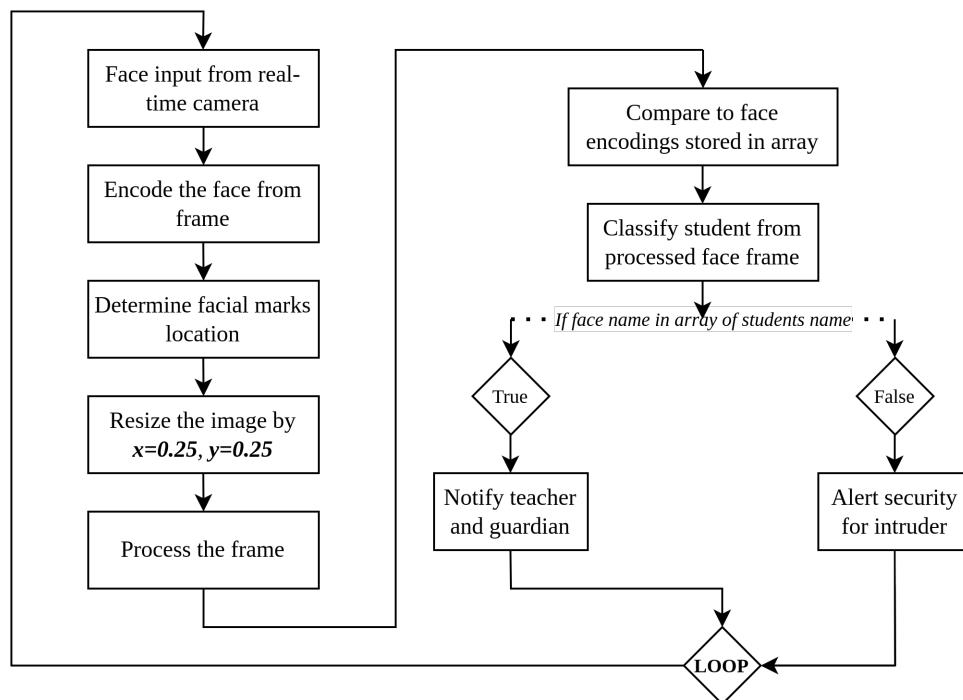 Face input from real-
time camera
Encode the face from
frame
Determine facial marks
location
Resize the image by
x=0.25, y=0.25
Process the frame
Compare to face
encodings stored in array
Classify student from
processed face frame
If face name in array of students name
True
False
Notify teacher
and guardian
Alert security
for intruder
LOOP